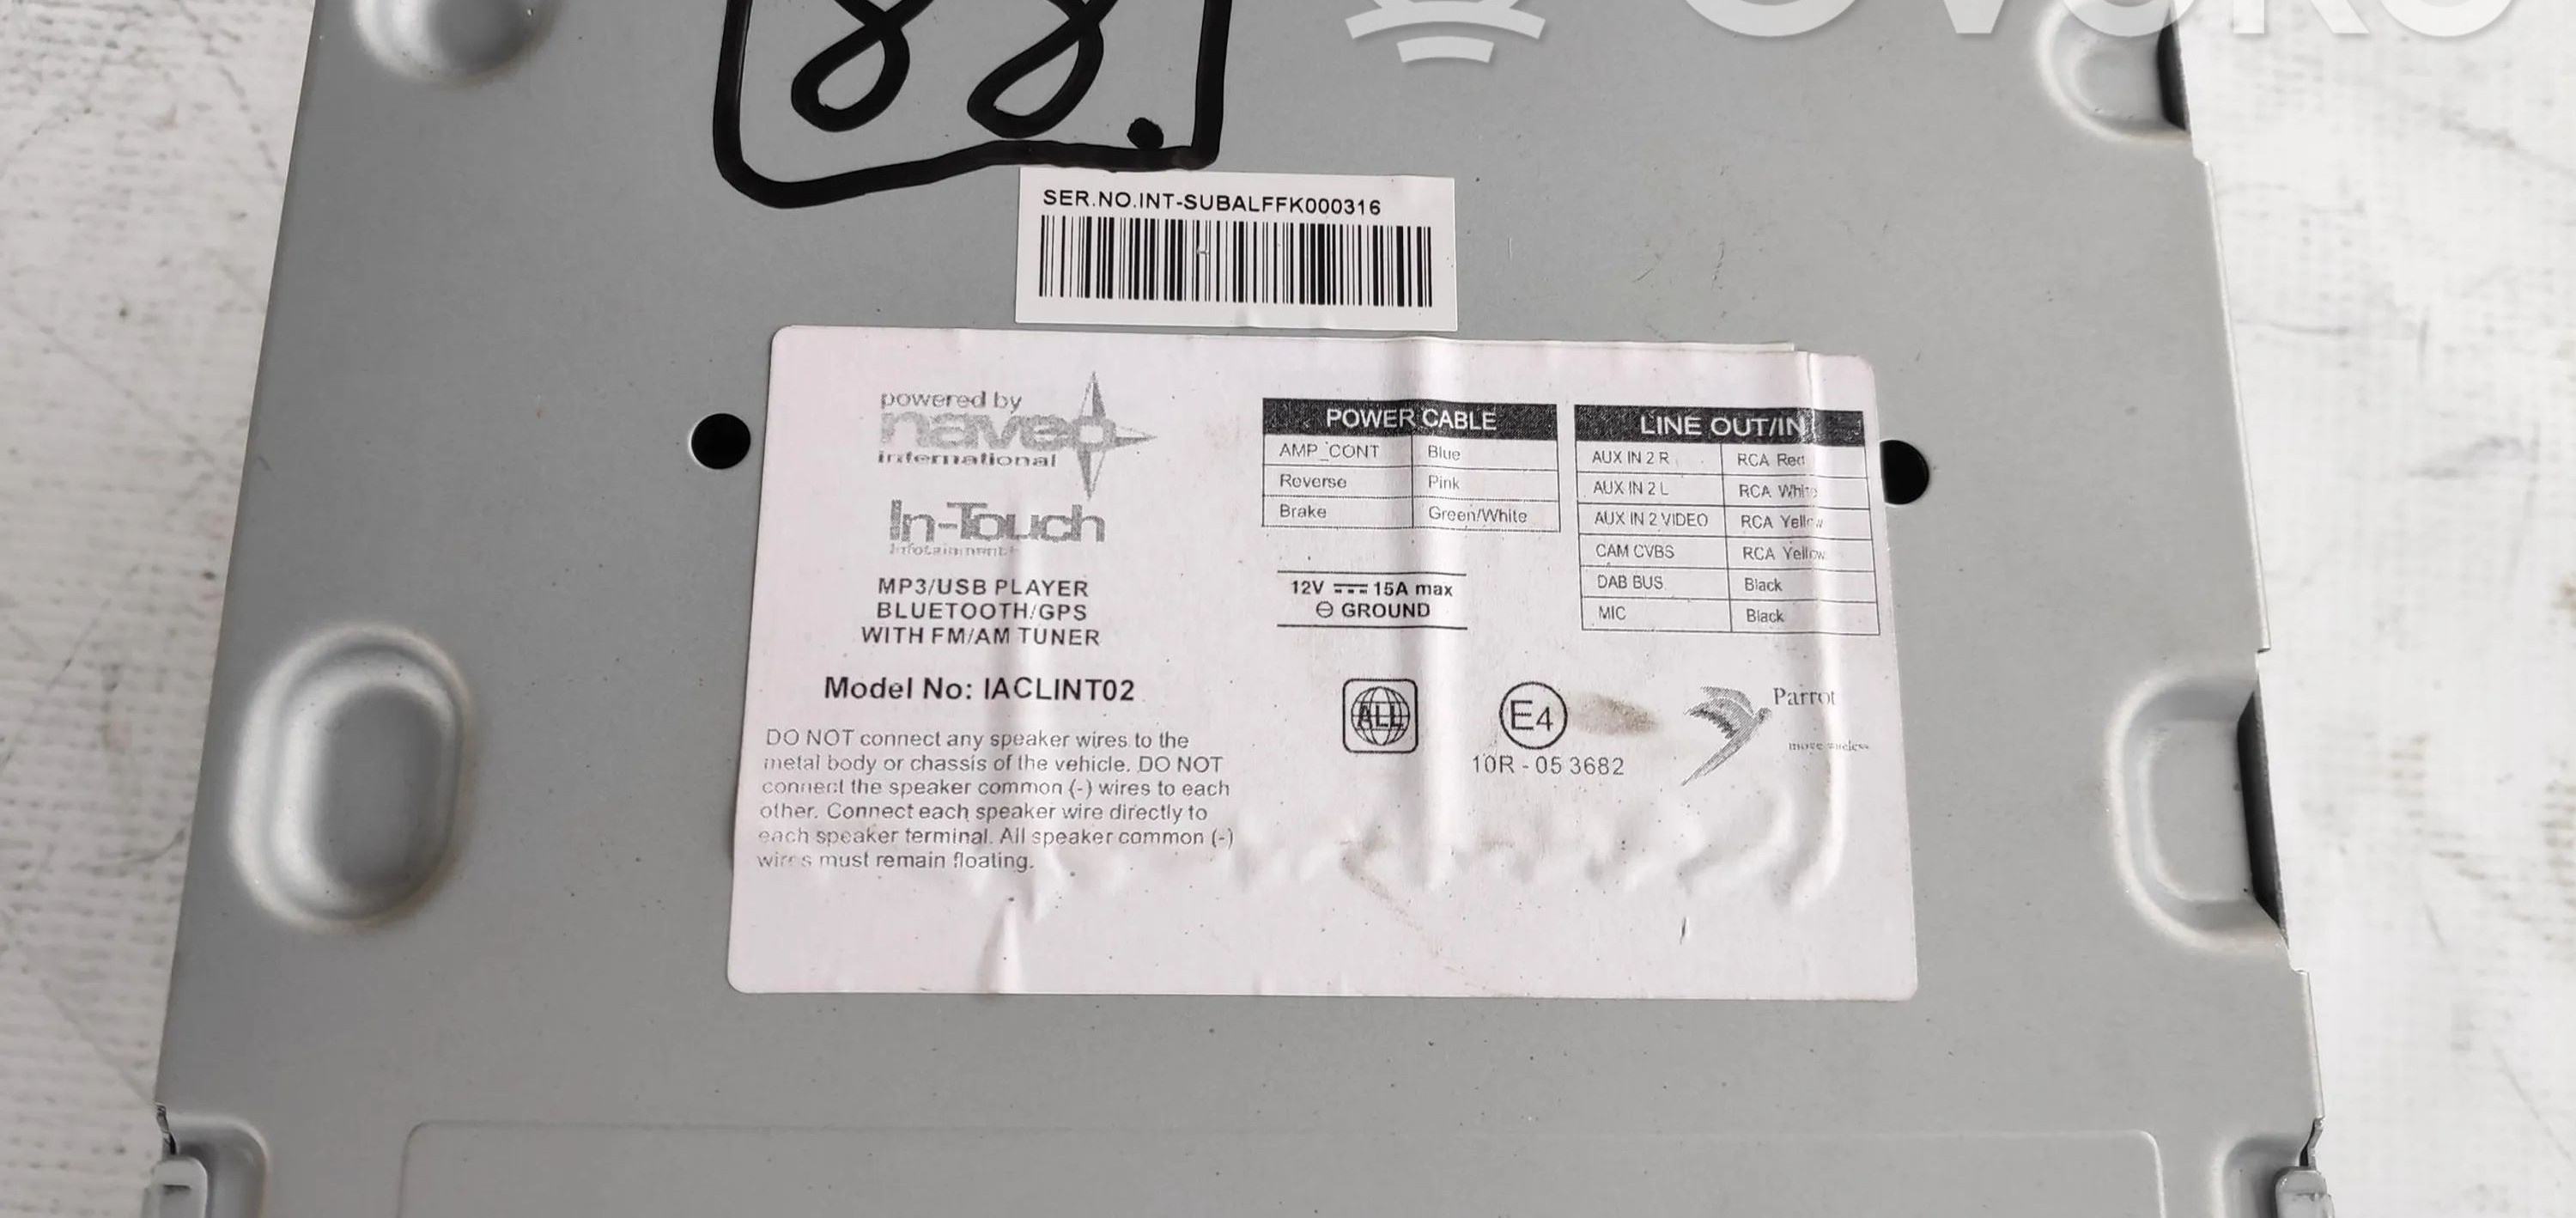 88.
SER.NO.INT-SUBALFFK000316
powered by
naveo
international
In-Touch
Infotainment
MP3/USB PLAYER
BLUETOOTH/GPS
WITH FM/AM TUNER
Model No: IACLINT02
DO NOT connect any speaker wires to the
metal body or chassis of the vehicle. DO NOT
connect the speaker common (-) wires to each
other. Connect each speaker wire directly to
each speaker terminal. All speaker common (-)
wires must remain floating.
POWER CABLE
AMP_CONT Blue
Reverse Pink
Brake Green/White
12V 15A max
GROUND
LINE OUT/IN
AUX IN 2 R RCA Red
AUX IN 2 L RCA White
AUX IN 2 VIDEO RCA Yellow
CAM CVBS RCA Yellow
DAB BUS Black
MIC Black
ALL
E4
10R - 05 3682
Parrot